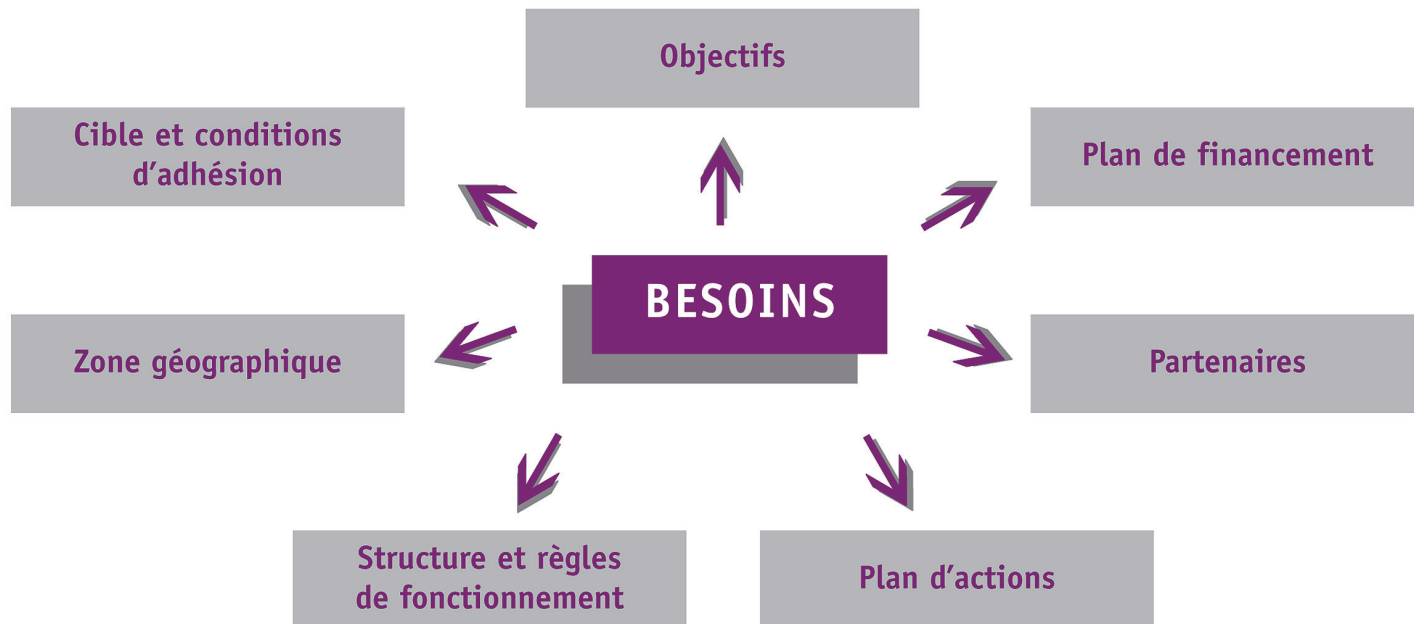 Objectifs
Cible et conditions
d’adhésion
Plan de financement
BESOINS
Zone géographique
Partenaires
Structure et règles
de fonctionnement
Plan d’actions